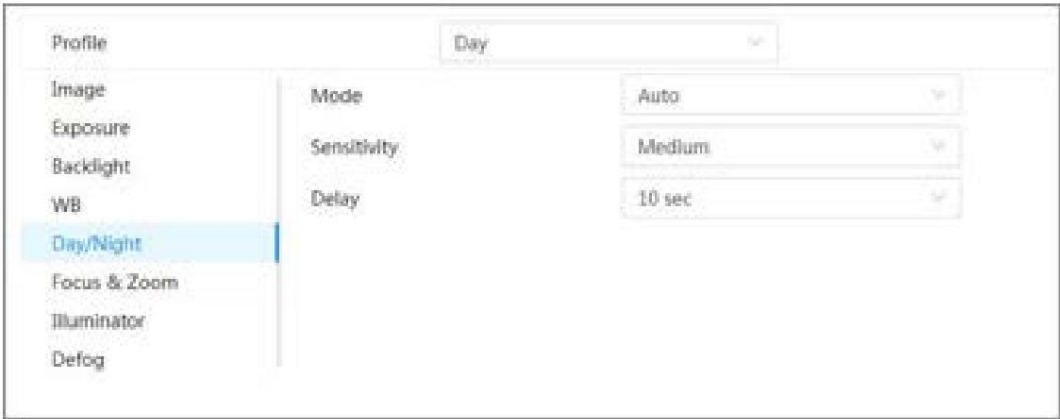 Profile Day
Image
Mode Auto
Exposure
Sensitivity Medium
Backlight
WB
Delay 10 sec
Day/Night
Focus & Zoom
Illuminator
Defog